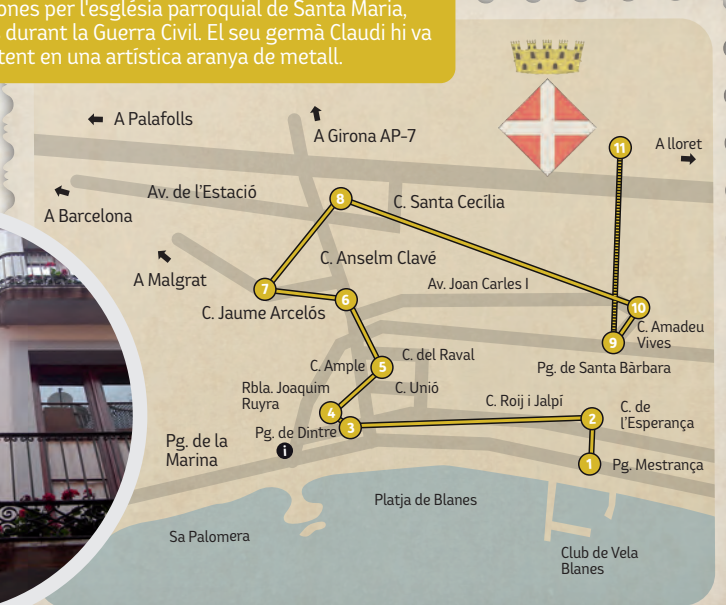 ones per l'església parroquial de Santa Maria,
durant la Guerra Civil. El seu germà Claudi hi va
tent en una artística aranya de metall.
A Palafolls
A Girona AP-7
11
A lloret
Av. de l'Estació
8
C. Santa Cecília
A Barcelona
C. Anselm Clavé
A Malgrat
Av. Joan Carles I
7
6
10
C. Jaume Arcelós
C. Amadeu
Vives
9
Pg. de Santa Bàrbara
C. Ample
5
C. del Raval
Rbla. Joaquim
Ruyra
C. Unió
C. Roij i Jalpí
C. de
l'Esperança
4
2
Pg. de Dintre
3
Pg. de la
Marina
i
1
Pg. Mestrança
Platja de Blanes
Sa Palomera
Club de Vela
Blanes